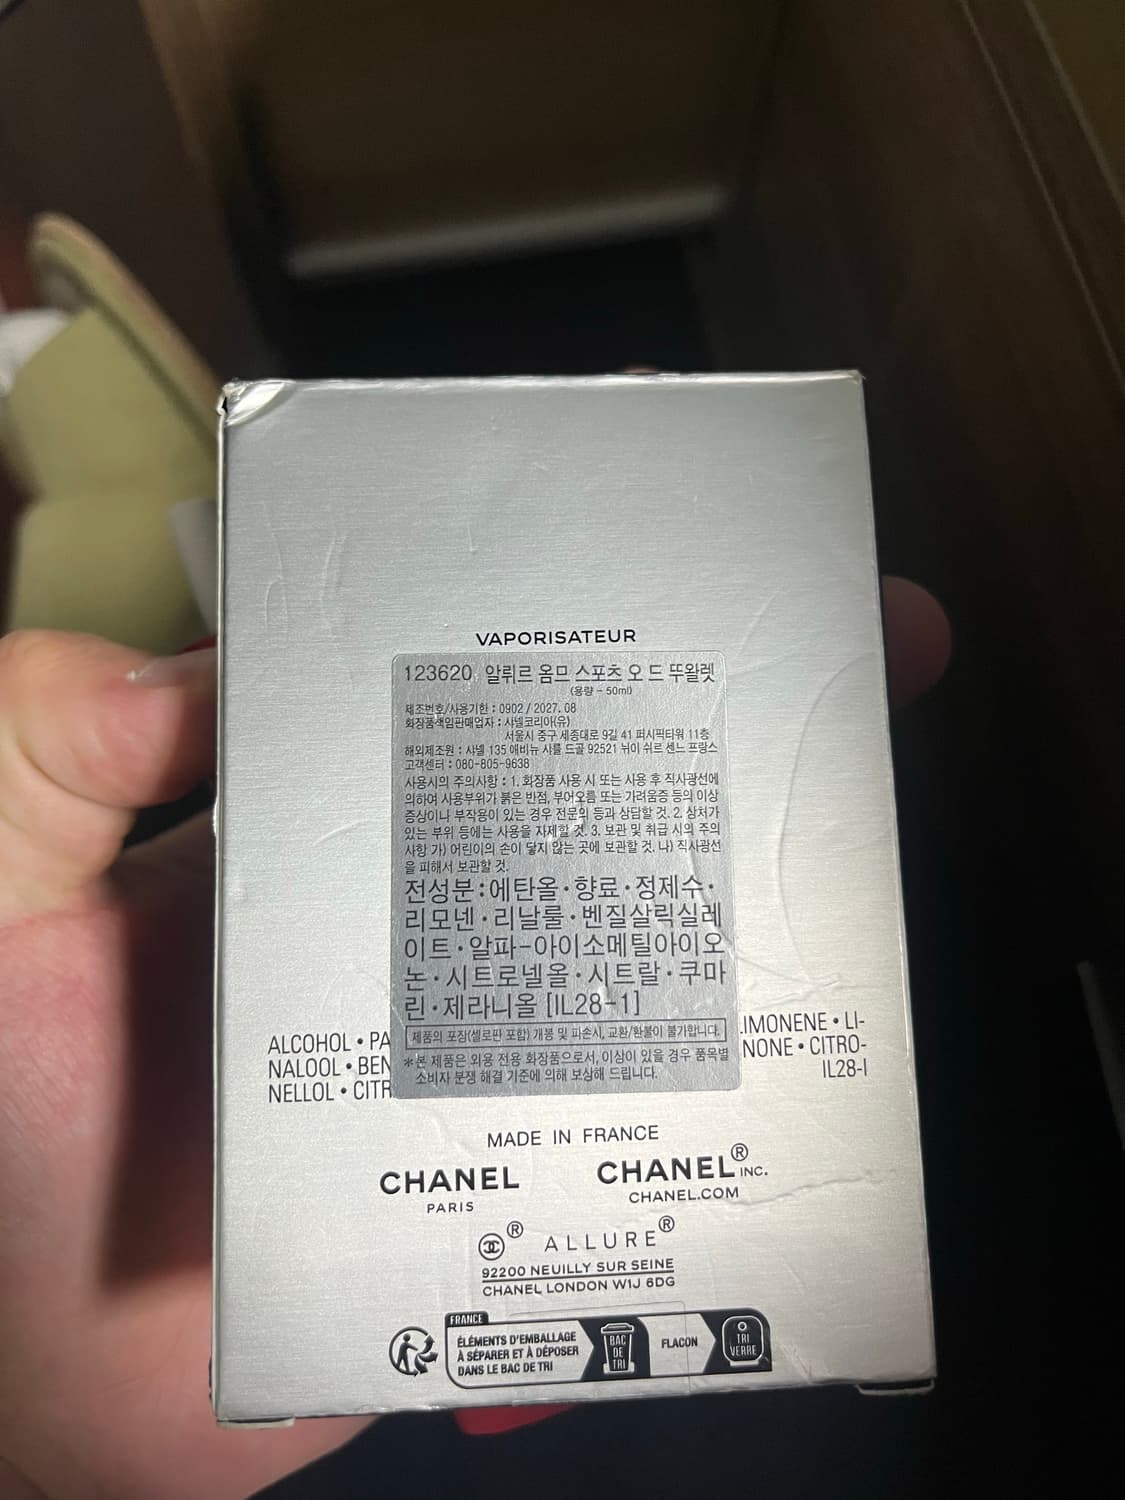 VAPORISATEUR
123620 알뤼르 옴므 스포츠 오 드 뚜왈렛
(용량 - 50ml)
제조번호/사용기한 : 0902 / 2027. 08
화장품책임판매업자 : 샤넬코리아(유)
서울시 중구 세종대로 9길 41 퍼시픽타워 11층
해외제조원 : 샤넬 135 애비뉴 샤를 드골 92521 뉘이 쉬르 센느 프랑스
고객센터 : 080-805-9638
사용시의 주의사항 : 1. 화장품 사용 시 또는 사용 후 직사광선에
의하여 사용부위가 붉은 반점, 부어오름 또는 가려움증 등의 이상
증상이나 부작용이 있는 경우 전문의 등과 상담할 것. 2. 상처가
있는 부위 등에는 사용을 자제할 것. 3. 보관 및 취급 시의 주의
사항 가) 어린이의 손이 닿지 않는 곳에 보관할 것. 나) 직사광선
을 피해서 보관할 것.
전성분:에탄올·향료·정제수·
리모넨·리날룰·벤질살릭실레
이트·알파-아이소메틸아이오
논·시트로넬올·시트랄·쿠마
린·제라니올 [IL28-1]
제품의 포장(셀로판 포함) 개봉 및 파손시, 교환/환불이 불가합니다.
*본 제품은 외용 전용 화장품으로서, 이상이 있을 경우 품목별
소비자 분쟁 해결 기준에 의해 보상해 드립니다.
ALCOHOL • PA IMONENE • LI-
NALOOL • BEN NONE • CITRO-
NELLOL • CITR IL28-I
MADE IN FRANCE
CHANEL CHANEL® INC.
PARIS CHANEL.COM
® ALLURE®
92200 NEUILLY SUR SEINE
CHANEL LONDON W1J 6DG
FRANCE
ÉLÉMENTS D'EMBALLAGE
À SÉPARER ET À DÉPOSER
DANS LE BAC DE TRI
BAC
DE
TRI
FLACON
TRI
VERRE